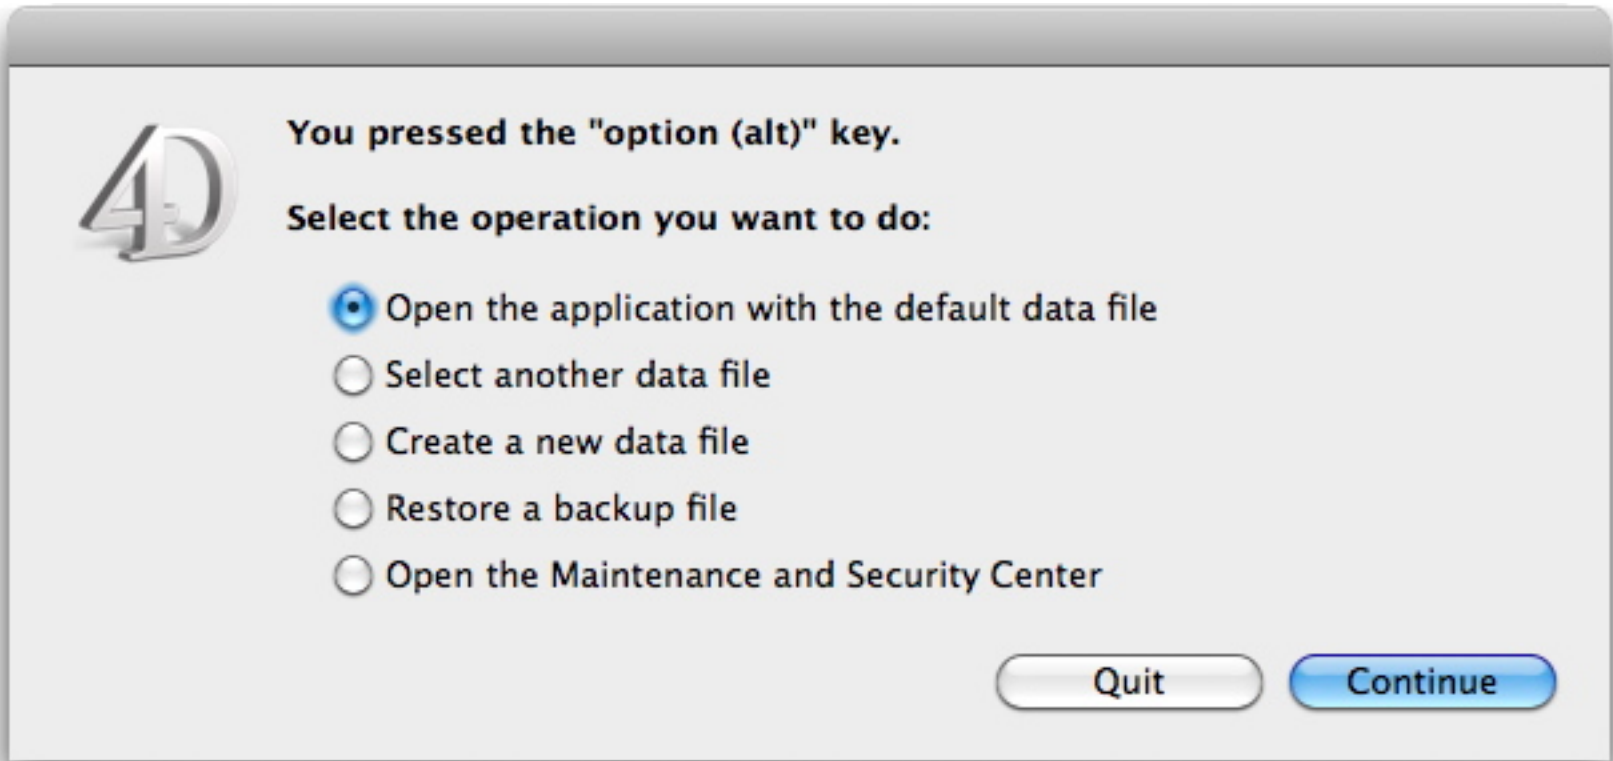 4D
You pressed the "option (alt)" key.
Select the operation you want to do:
Open the application with the default data file
Select another data file
Create a new data file
Restore a backup file
Open the Maintenance and Security Center
Quit
Continue